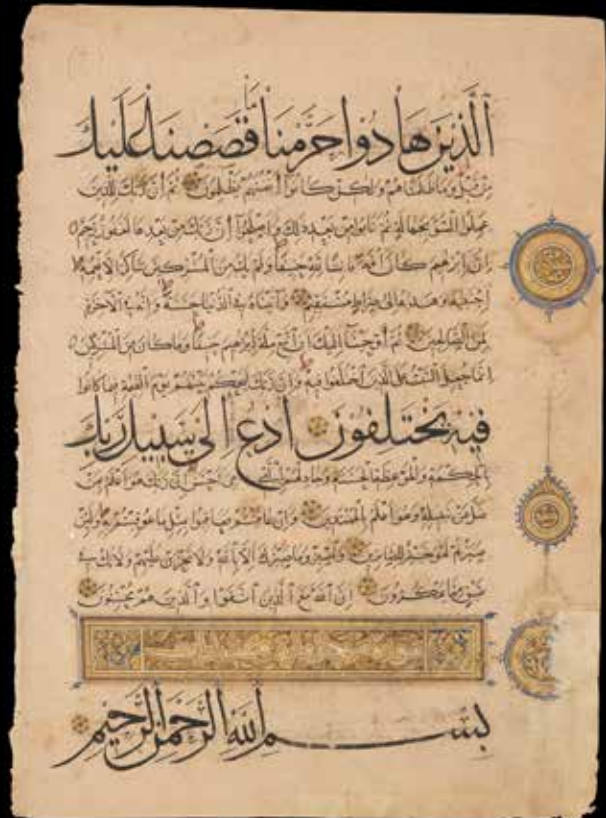 الذين هادوا حرمنا ما قصصنا عليك
من قبل وما ظلمناهم ولكن كانوا أنفسهم يظلمون ثم إن ربك للذين
عملوا السوء بجهالة ثم تابوا من بعد ذلك وأصلحوا إن ربك من بعدها لغفور رحيم
إن إبرهيم كان أمة قانتا لله حنيفا ولم يك من المشركين شاكرا لأنعمه
اجتبيه وهديه إلى صراط مستقيم وآتيناه في الدنيا حسنة وإنه في الآخرة
لمن الصالحين ثم أوحينا إليك أن اتبع ملة إبرهيم حنيفا وما كان من المشركين
إنما جعل السبت على الذين اختلفوا فيه وإن ربك ليحكم بينهم يوم القيمة فيما كانوا
فيه يختلفون ادع إلى سبيل ربك
بالحكمة والموعظة الحسنة وجادلهم بالتي هي أحسن إن ربك هو أعلم بمن
ضل عن سبيله وهو أعلم بالمهتدين وإن عاقبتم فعاقبوا بمثل ما عوقبتم به ولئن
صبرتم لهو خير للصابرين واصبر وما صبرك إلا بالله ولا تحزن عليهم ولا تك في
ضيق مما يمكرون إن الله مع الذين اتقوا والذين هم محسنون
بسم الله الرحمن الرحيم